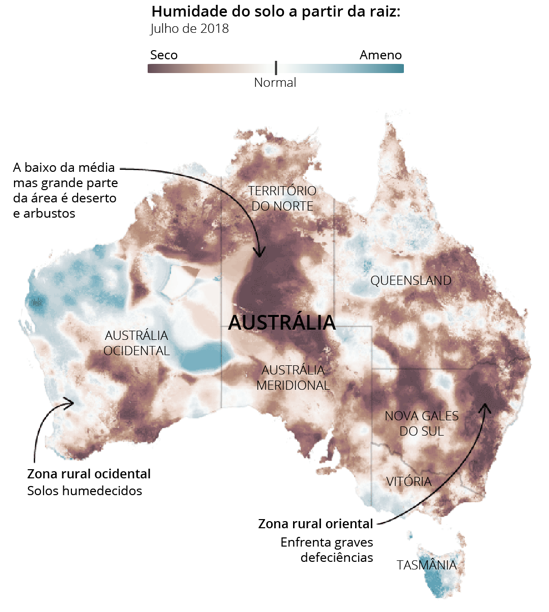 Humidade do solo a partir da raiz:
Julho de 2018
Seco
Ameno
Normal
A baixo da média
mas grande parte
da área é deserto
e arbustos
TERRITÓRIO
DO NORTE
QUEENSLAND
AUSTRÁLIA
AUSTRÁLIA
OCIDENTAL
AUSTRÁLIA
MERIDIONAL
NOVA GALES
DO SUL
Zona rural ocidental
Solos humedecidos
VITÓRIA
Zona rural oriental
Enfrenta graves
defeciências
TASMÂNIA